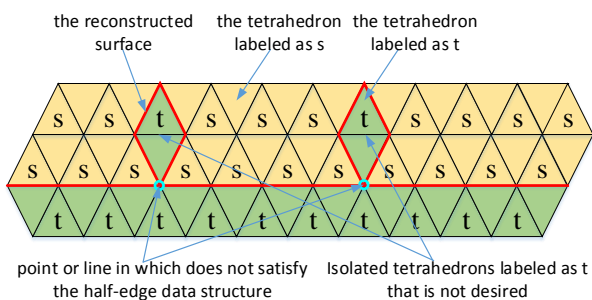 the reconstructed
surface
the tetrahedron
labeled as s
the tetrahedron
labeled as t
s s t s s s t s s s
s s s s s s s s s s s
t t t t t t t t t t
point or line in which does not satisfy
the half-edge data structure
Isolated tetrahedrons labeled as t
that is not desired